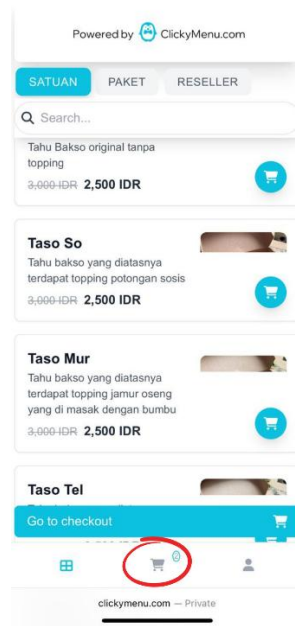 Powered by ClickyMenu.com
SATUAN PAKET RESELLER
Search...
Tahu Bakso original tanpa
topping
3,000 IDR 2,500 IDR
Taso So
Tahu bakso yang diatasnya
terdapat topping potongan sosis
3,000 IDR 2,500 IDR
Taso Mur
Tahu bakso yang diatasnya
terdapat topping jamur oseng
yang di masak dengan bumbu
3,000 IDR 2,500 IDR
Taso Tel
Go to checkout
2
clickymenu.com — Private